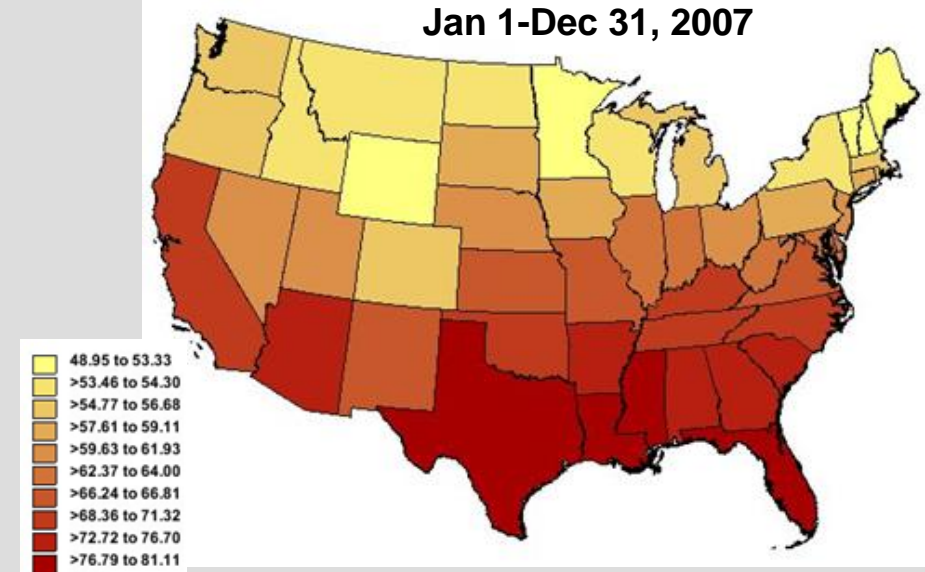 Jan 1-Dec 31, 2007
48.95 to 53.33
>53.46 to 54.30
>54.77 to 56.68
>57.61 to 59.11
>59.63 to 61.93
>62.37 to 64.00
>66.24 to 66.81
>68.36 to 71.32
>72.72 to 76.70
>76.79 to 81.11